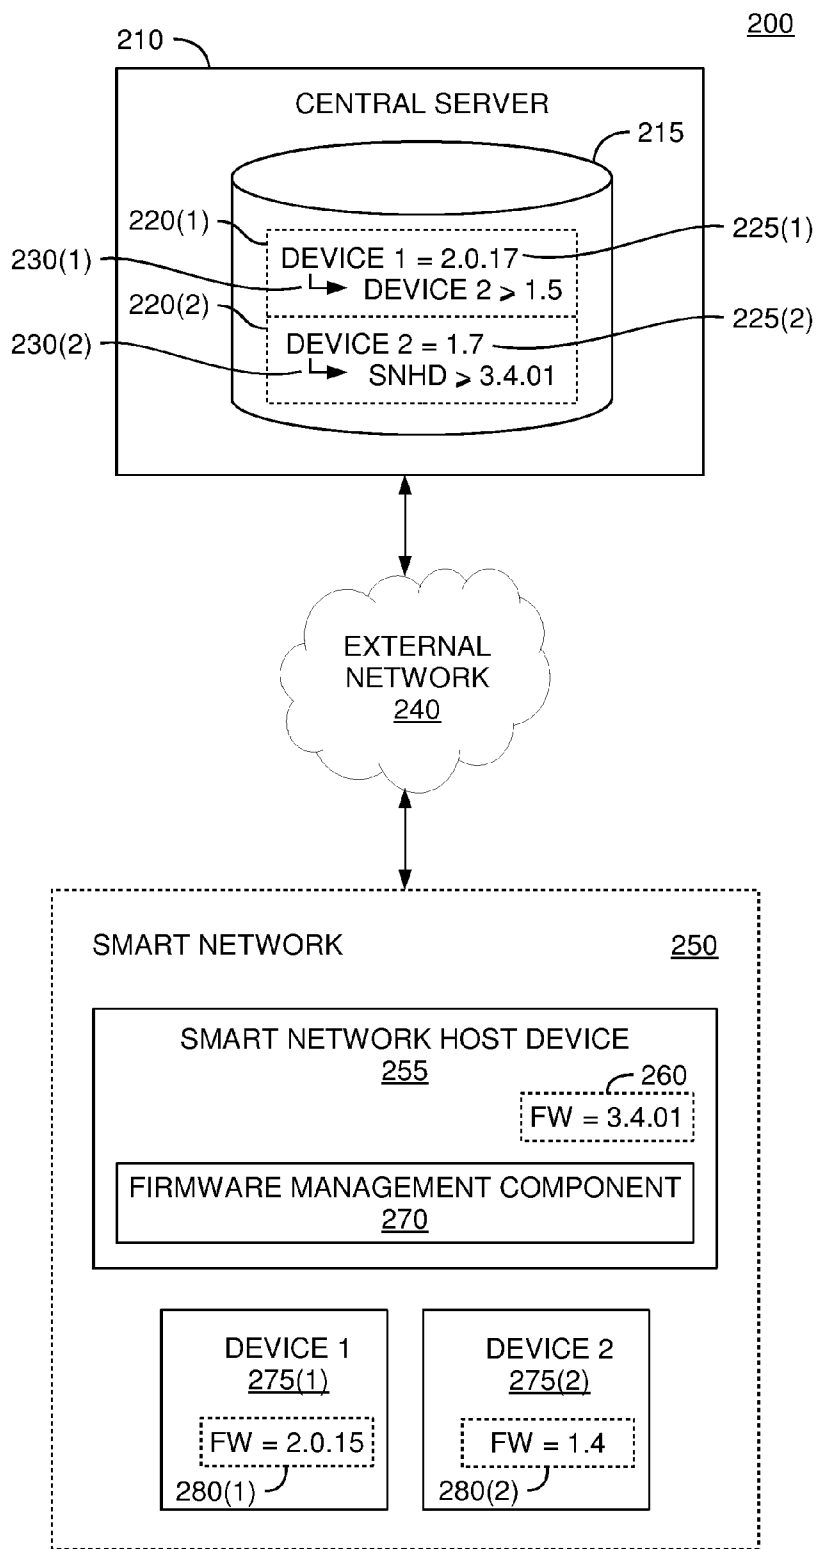 200
210
CENTRAL SERVER
215
220(1)
225(1)
DEVICE 1 = 2.0.17
230(1)
DEVICE 2 ⩾ 1.5
220(2)
225(2)
DEVICE 2 = 1.7
230(2)
SNHD ⩾ 3.4.01
EXTERNAL
NETWORK
240
SMART NETWORK
250
SMART NETWORK HOST DEVICE
255
260
FW = 3.4.01
FIRMWARE MANAGEMENT COMPONENT
270
DEVICE 1
275(1)
FW = 2.0.15
280(1)
DEVICE 2
275(2)
FW = 1.4
280(2)